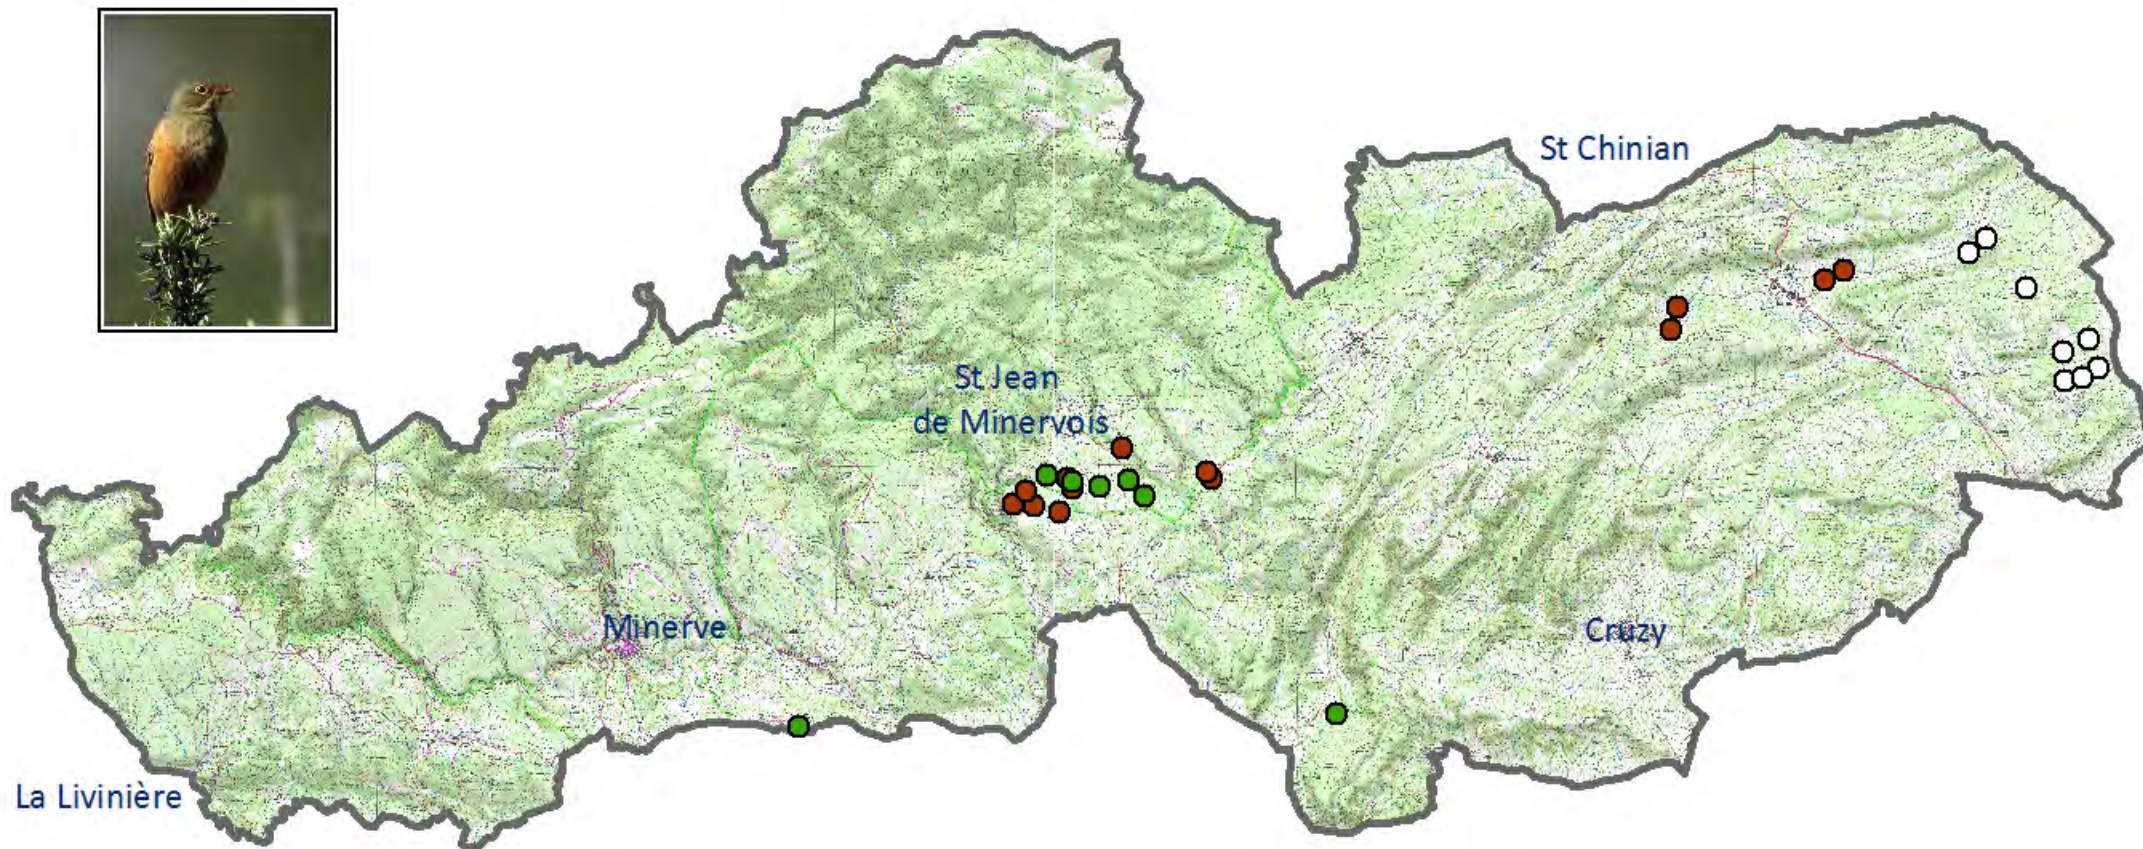 St Chinian
St Jean
de Minervois
Minerve
Cruzy
La Livinière